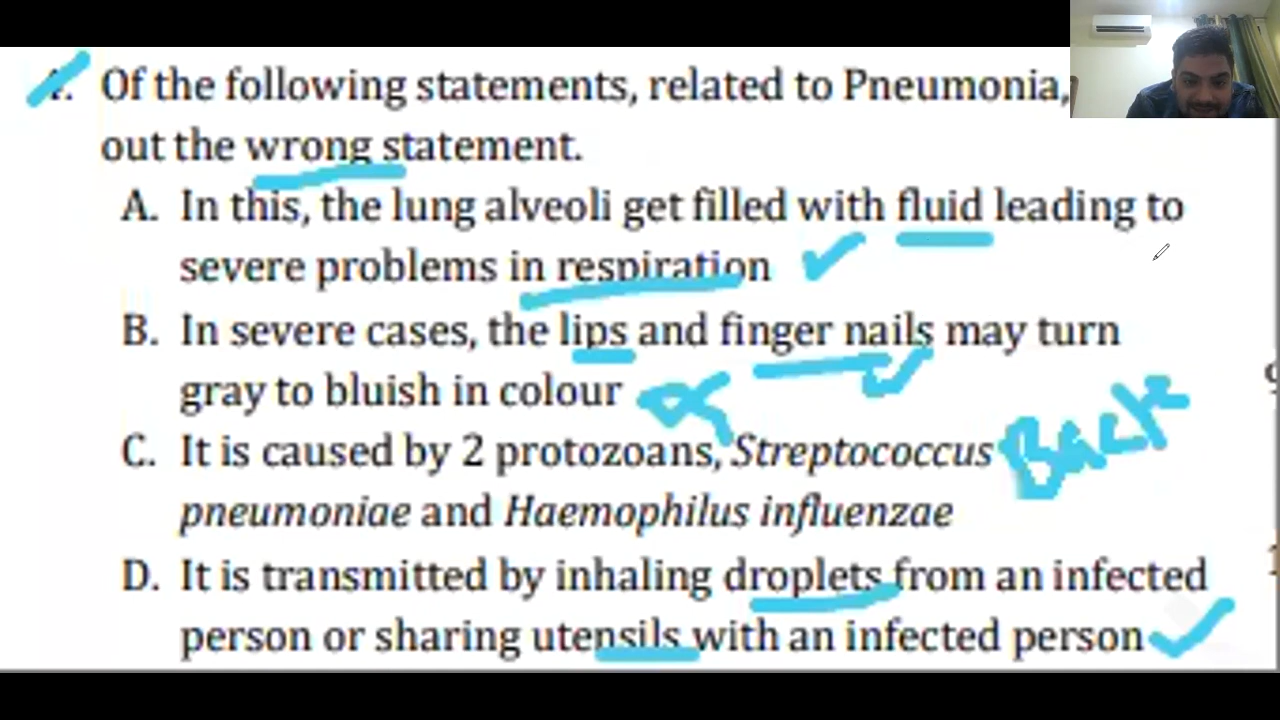 Of the following statements, related to Pneumonia,
out the wrong statement.
A. In this, the lung alveoli get filled with fluid leading to
severe problems in respiration
B. In severe cases, the lips and finger nails may turn
gray to bluish in colour
C. It is caused by 2 protozoans, Streptococcus Back
pneumoniae and Haemophilus influenzae
D. It is transmitted by inhaling droplets from an infected
person or sharing utensils with an infected person